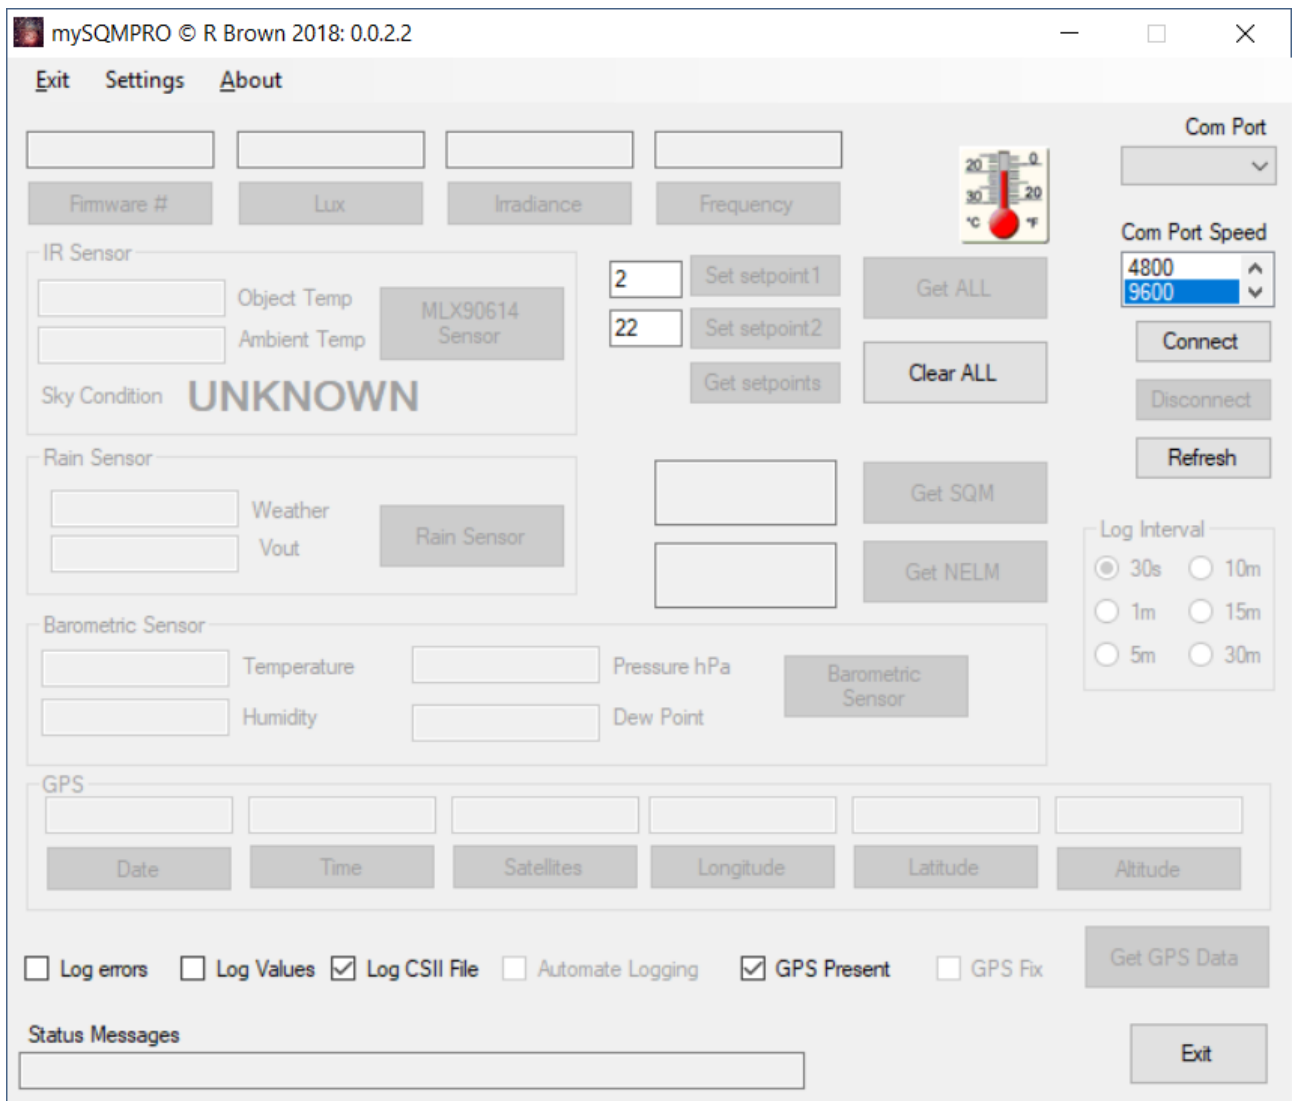 mySQMPRO © R Brown 2018: 0.0.2.2
Exit Settings About
Com Port
Firmware # Lux Irradiance Frequency
20 0
30 20
°C °F
Com Port Speed
4800
9600
IR Sensor
Object Temp
Ambient Temp
MLX90614
Sensor
Sky Condition UNKNOWN
2 Set setpoint1
22 Set setpoint2
Get setpoints
Get ALL
Clear ALL
Connect
Disconnect
Refresh
Rain Sensor
Weather
Vout
Rain Sensor
Get SQM
Get NELM
Log Interval
30s 10m
1m 15m
5m 30m
Barometric Sensor
Temperature Pressure hPa
Humidity Dew Point
Barometric
Sensor
GPS
Date Time Satellites Longitude Latitude Altitude
Log errors Log Values Log CSII File Automate Logging GPS Present GPS Fix
Get GPS Data
Status Messages
Exit